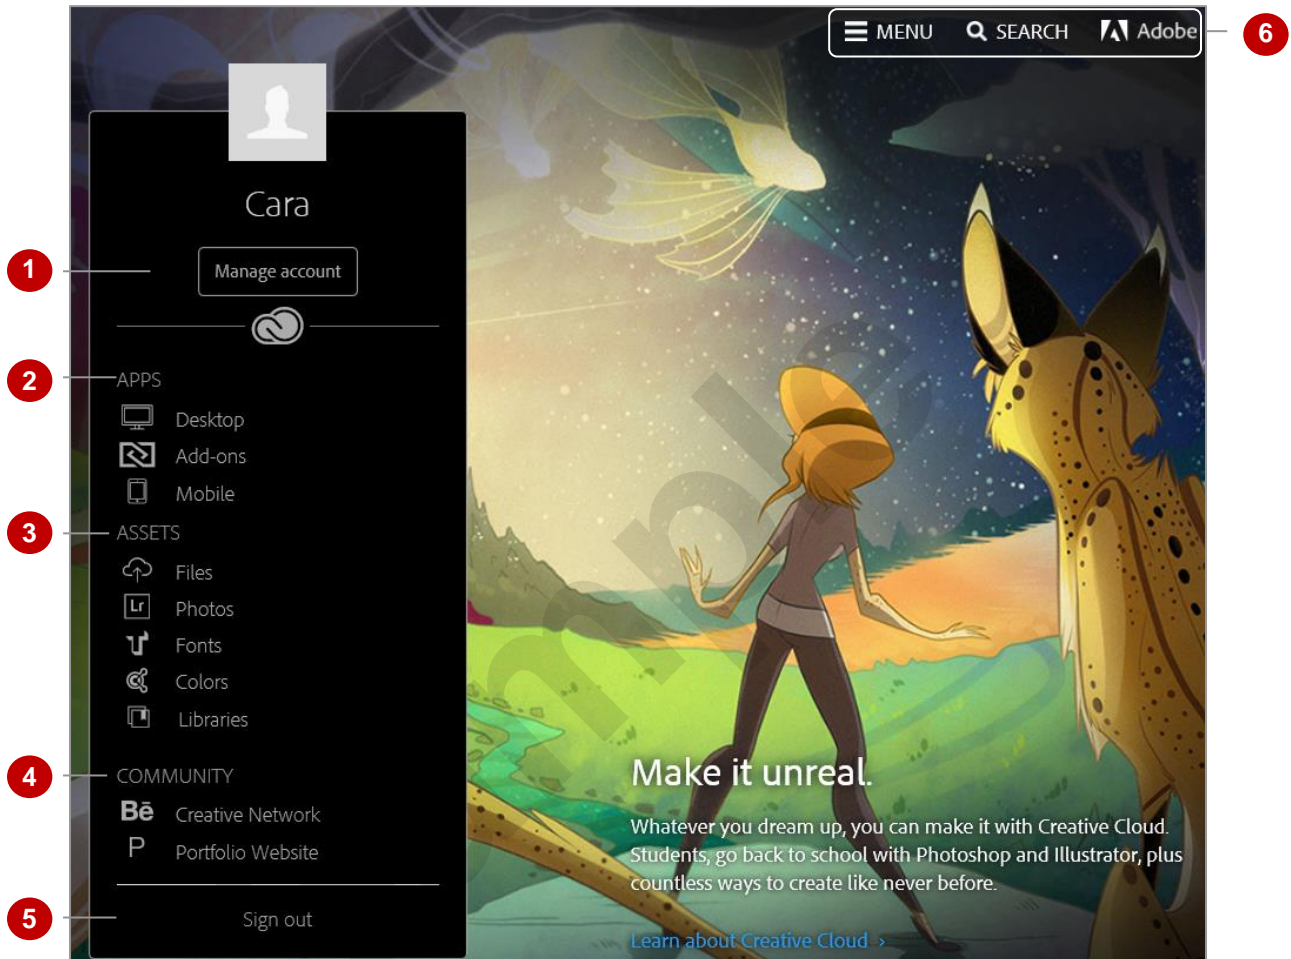 MENU SEARCH Adobe
6
Cara
1
Manage account
2
APPS
Desktop
Add-ons
Mobile
3
ASSETS
Files
Lr Photos
Fonts
Colors
Libraries
4
COMMUNITY
Bē Creative Network
P Portfolio Website
5
Sign out
Make it unreal.
Whatever you dream up, you can make it with Creative Cloud.
Students, go back to school with Photoshop and Illustrator, plus
countless ways to create like never before.
Learn about Creative Cloud ›